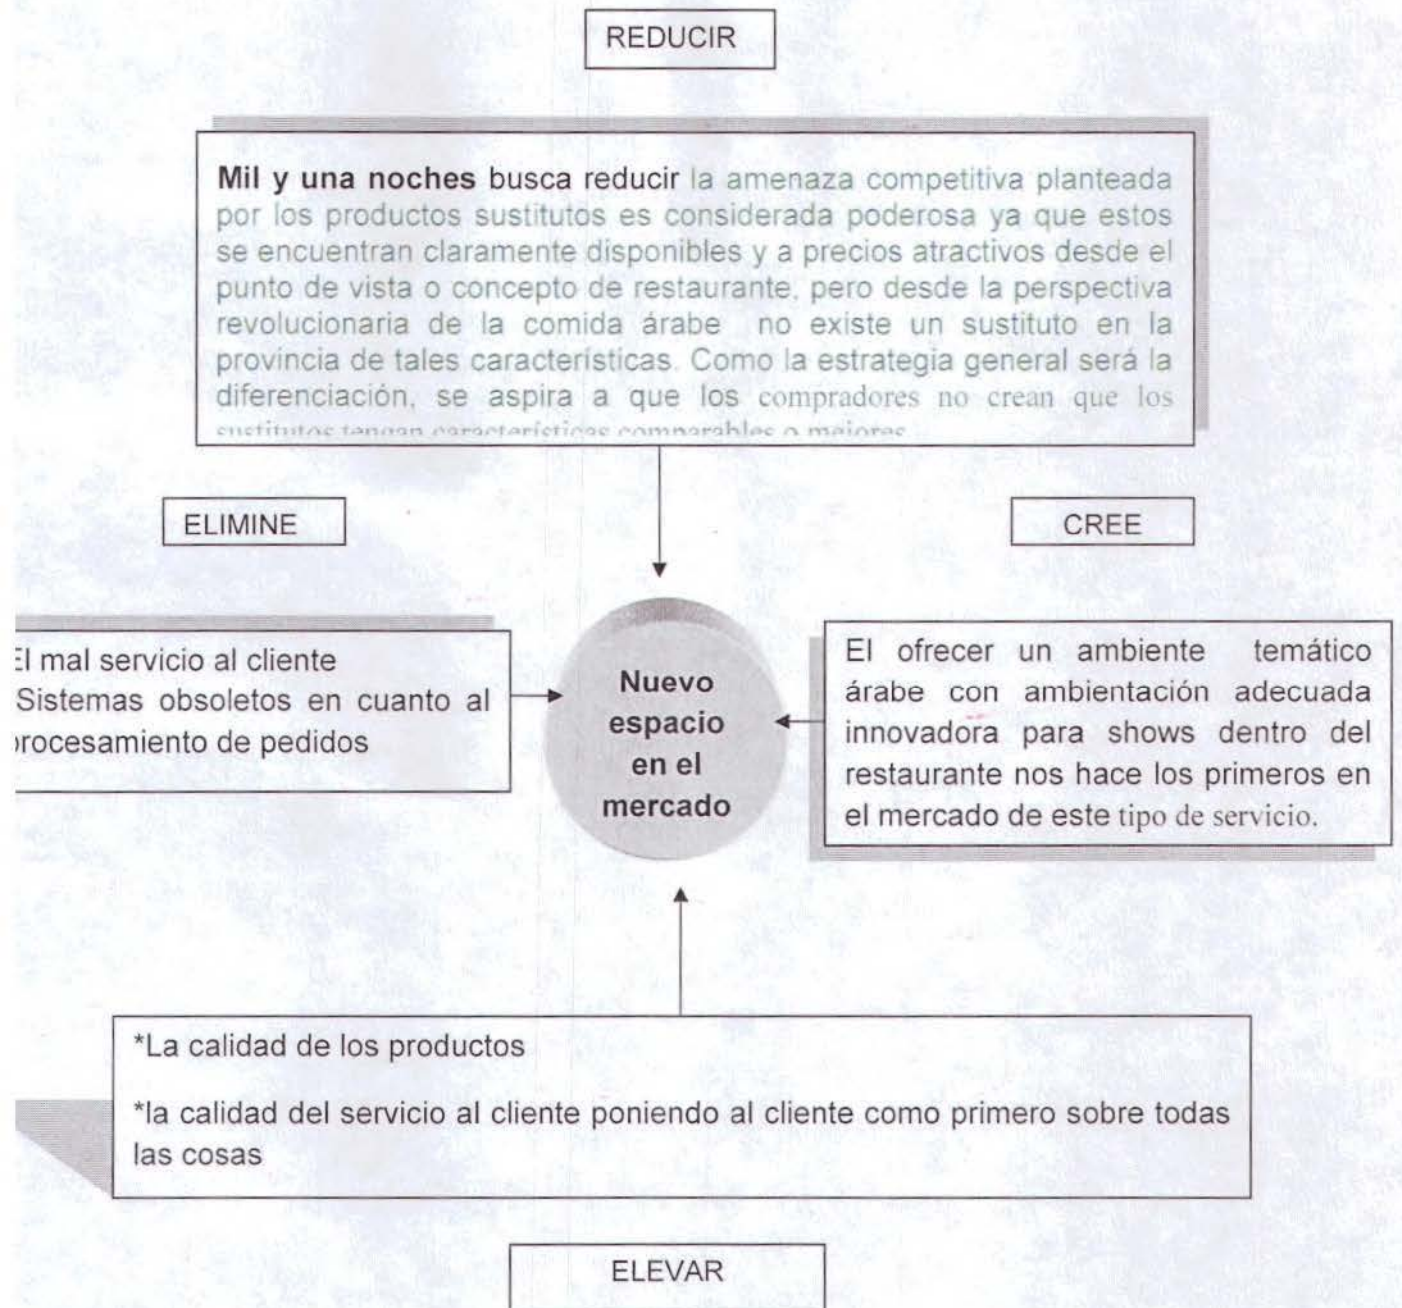 REDUCIR
Mil y una noches busca reducir la amenaza competitiva planteada
por los productos sustitutos es considerada poderosa ya que estos
se encuentran claramente disponibles y a precios atractivos desde el
punto de vista o concepto de restaurante, pero desde la perspectiva
revolucionaria de la comida árabe no existe un sustituto en la
provincia de tales características. Como la estrategia general será la
diferenciación, se aspira a que los compradores no crean que los
sustitutos tengan características comparables o mejores
ELIMINE
CREE
El mal servicio al cliente
Sistemas obsoletos en cuanto al
procesamiento de pedidos
Nuevo
espacio
en el
mercado
El ofrecer un ambiente temático
árabe con ambientación adecuada
innovadora para shows dentro del
restaurante nos hace los primeros en
el mercado de este tipo de servicio.
*La calidad de los productos
*la calidad del servicio al cliente poniendo al cliente como primero sobre todas
las cosas
ELEVAR